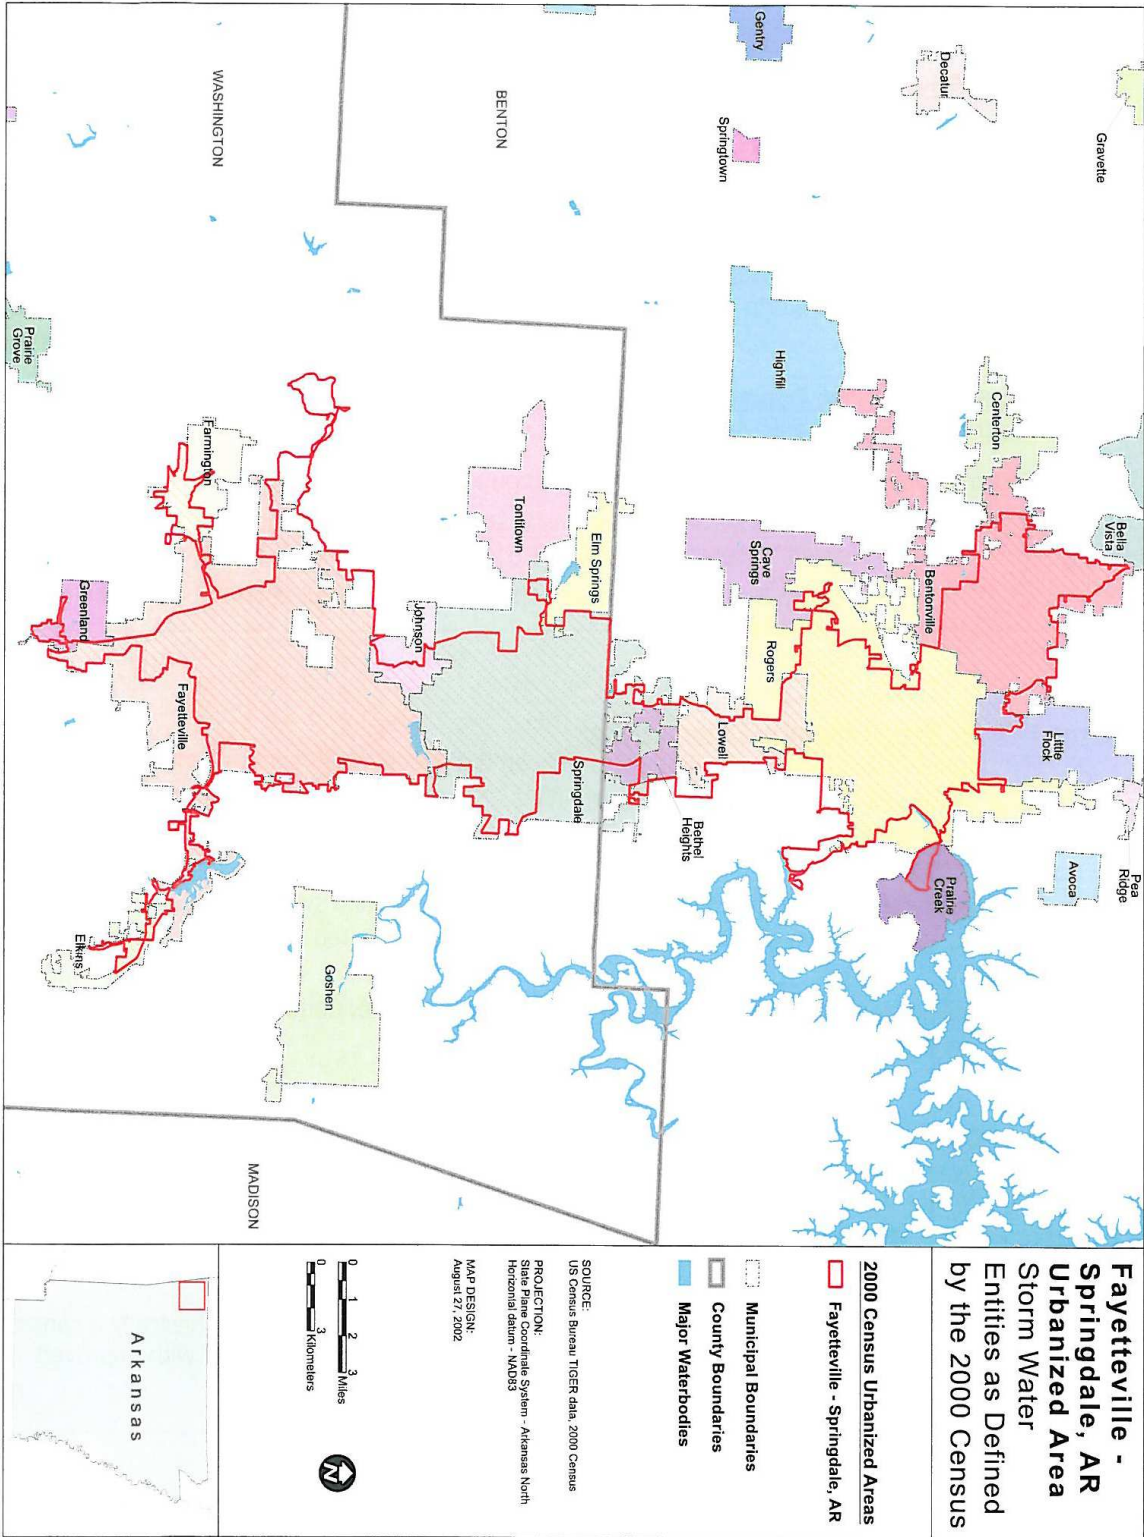 Fayetteville -
Springdale, AR
Urbanized Area
Storm Water
Entities as Defined
by the 2000 Census
2000 Census Urbanized Areas
Fayetteville - Springdale, AR
Municipal Boundaries
County Boundaries
Major Waterbodies
SOURCE:
US Census Bureau TIGER data, 2000 Census
PROJECTION:
State Plane Coordinate System - Arkansas North
Horizontal datum - NAD83
MAP DESIGN:
August 27, 2002
0 1 2 3
Miles
0 3
Kilometers
N
Arkansas
Gravette
Decatur
Gentry
Springtown
BENTON
WASHINGTON
Bella
Vista
Centerton
Highfill
Pea
Ridge
Little
Flock
Avoca
Bentonville
Prairie
Creek
Cave
Springs
Rogers
Lowell
Bethel
Heights
Elm Springs
Tontitown
Springdale
Johnson
Prairie
Grove
Farmington
Greenland
Fayetteville
Goshen
Elkins
MADISON